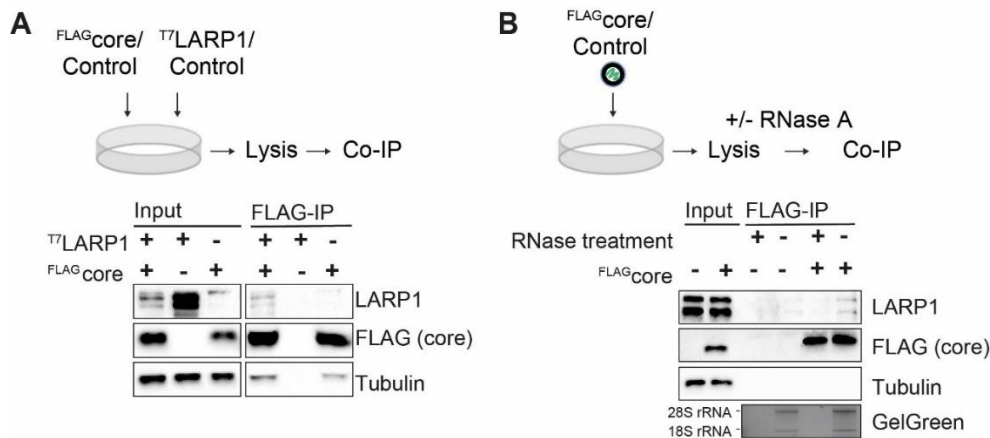 A
FLAGcore/ T7LARP1/
Control Control
Lysis Co-IP
Input FLAG-IP
T7LARP1 + + - + + -
FLAGcore + - + + - +
LARP1
FLAG (core)
Tubulin
B
FLAGcore/
Control
+/- RNase A
Lysis Co-IP
Input FLAG-IP
RNase treatment + - + -
FLAGcore - + - - + +
LARP1
FLAG (core)
Tubulin
28S rRNA -
18S rRNA -
GelGreen